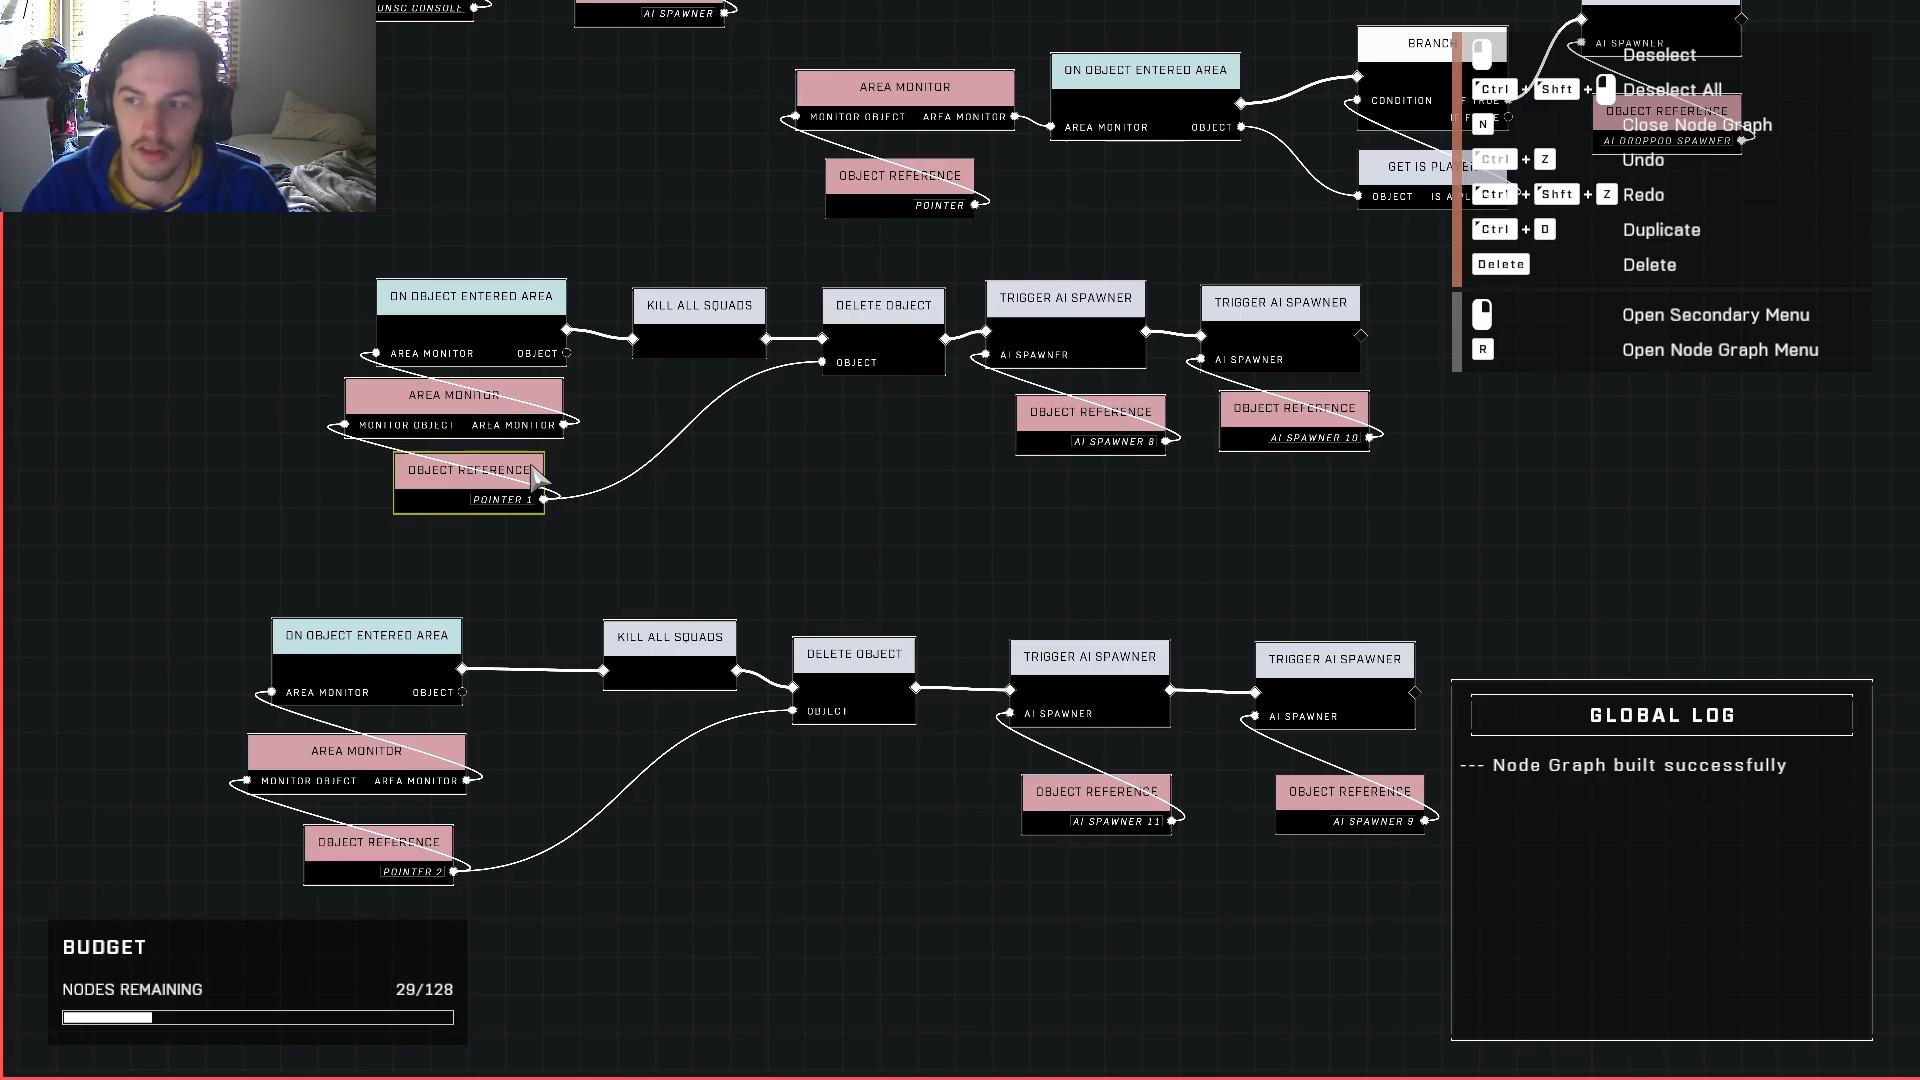 UNSC CONSOLE
AI SPAWNER
AREA MONITOR
MONITOR OBJECT AREA MONITOR
OBJECT REFERENCE
POINTER
ON OBJECT ENTERED AREA
AREA MONITOR OBJECT
BRANCH
CONDITION IF TRUE
GET IS PLAYER
OBJECT
AI SPAWNER
OBJECT REFERENCE
AI DROPPOD SPAWNER
Deselect
Ctrl + Shft + Deselect All
N Close Node Graph
Ctrl + Z Undo
Ctrl + Shft + Z Redo
Ctrl + D Duplicate
Delete Delete
Open Secondary Menu
R Open Node Graph Menu
ON OBJECT ENTERED AREA
AREA MONITOR OBJECT
AREA MONITOR
MONITOR OBJECT AREA MONITOR
OBJECT REFERENCE
POINTER 1
KILL ALL SQUADS
DELETE OBJECT
OBJECT
TRIGGER AI SPAWNER
AI SPAWNER
OBJECT REFERENCE
AI SPAWNER 8
TRIGGER AI SPAWNER
AI SPAWNER
OBJECT REFERENCE
AI SPAWNER 10
ON OBJECT ENTERED AREA
AREA MONITOR OBJECT
AREA MONITOR
MONITOR OBJECT AREA MONITOR
OBJECT REFERENCE
POINTER 2
KILL ALL SQUADS
DELETE OBJECT
OBJECT
TRIGGER AI SPAWNER
AI SPAWNER
OBJECT REFERENCE
AI SPAWNER 11
TRIGGER AI SPAWNER
AI SPAWNER
OBJECT REFERENCE
AI SPAWNER 9
GLOBAL LOG
--- Node Graph built successfully
BUDGET
NODES REMAINING 29/128